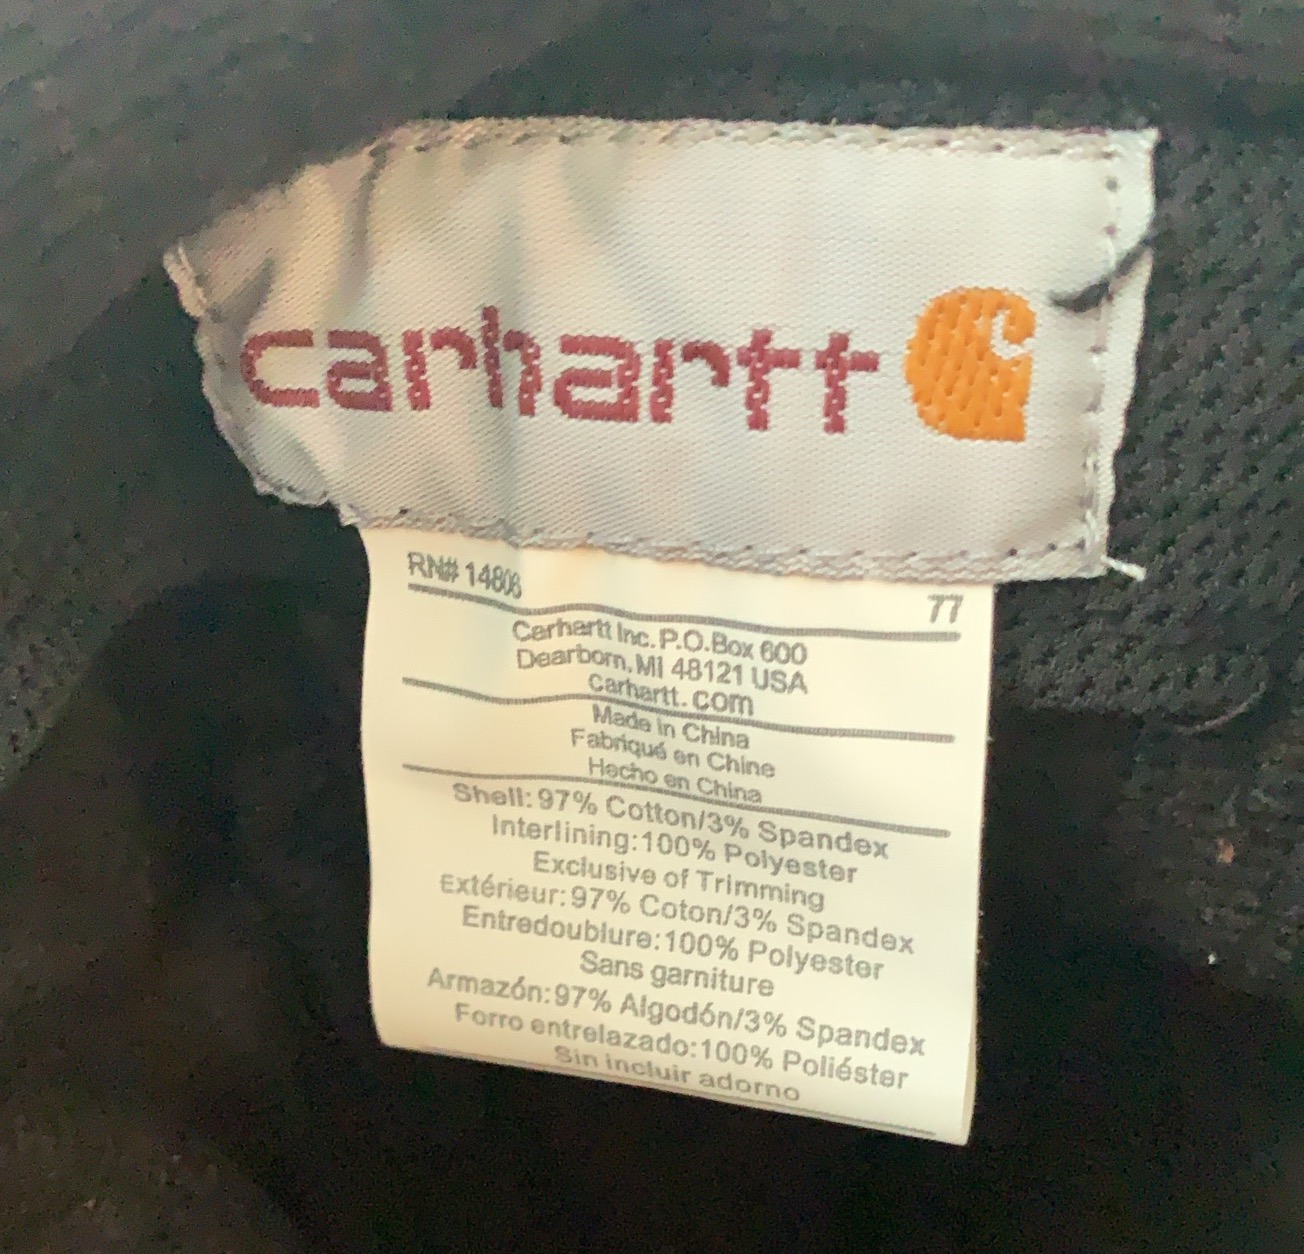 carhartt
RN# 14806
77
Carhartt Inc. P.O. Box 600
Dearborn, MI 48121 USA
Carhartt.com
Made in China
Fabriqué en Chine
Hecho en China
Shell: 97% Cotton/3% Spandex
Interlining: 100% Polyester
Exclusive of Trimming
Extérieur: 97% Coton/3% Spandex
Entredoublure: 100% Polyester
Sans garniture
Armazón: 97% Algodón/3% Spandex
Forro entrelazado: 100% Poliéster
Sin incluir adorno